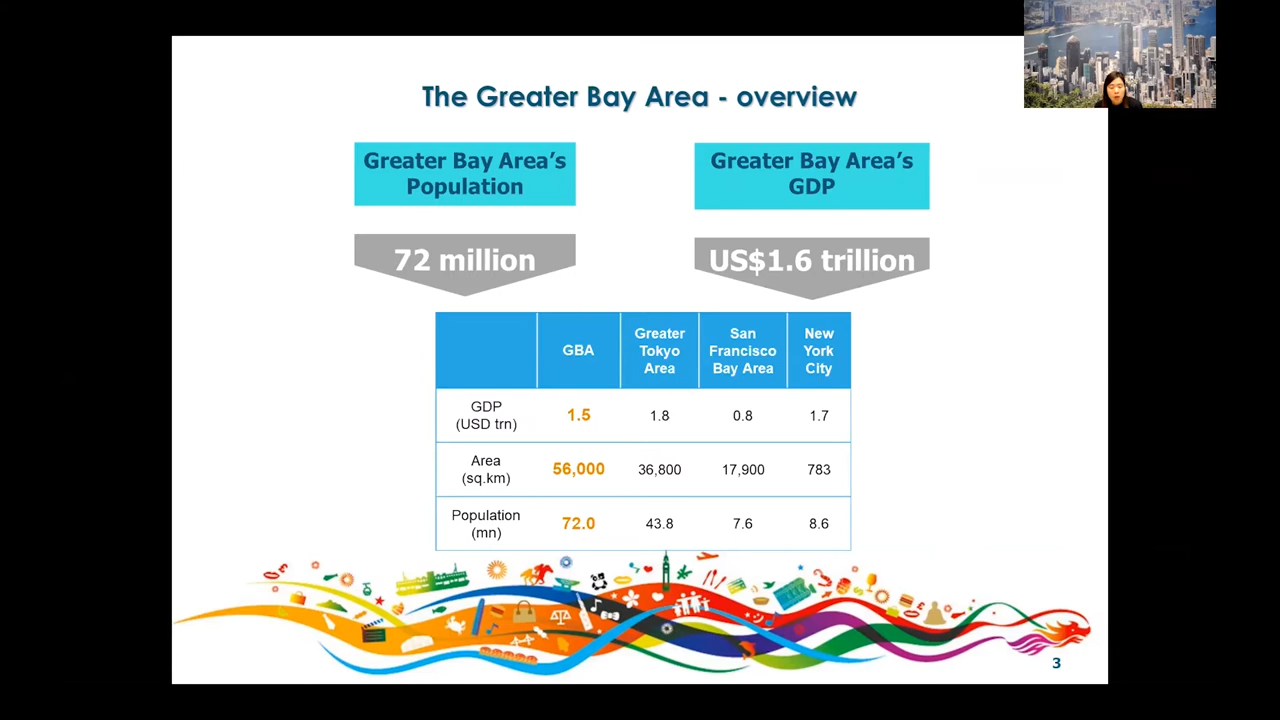 The Greater Bay Area - overview
Greater Bay Area’s
Population
Greater Bay Area’s
GDP
72 million
US$1.6 trillion
GBA
Greater
Tokyo
Area
San
Francisco
Bay Area
New
York
City
GDP
(USD trn)
1.5
1.8
0.8
1.7
Area
(sq.km)
56,000
36,800
17,900
783
Population
(mn)
72.0
43.8
7.6
8.6
3